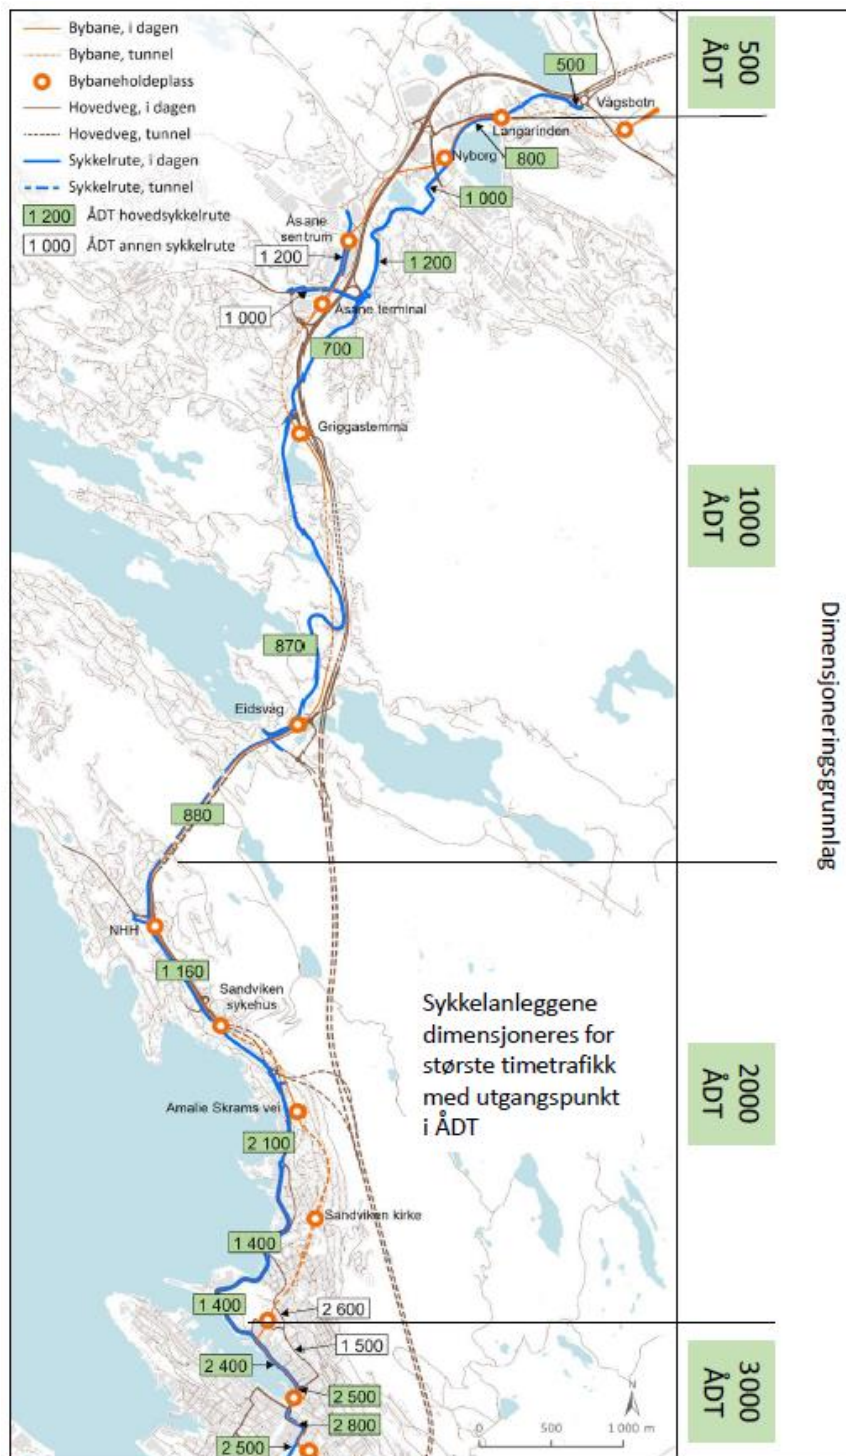 Bybane, i dagen
Bybane, tunnel
Bybaneholdeplass
Hovedveg, i dagen
Hovedveg, tunnel
Sykkelrute, i dagen
Sykkelrute, tunnel
1 200 ÅDT hovedsykkelrute
1 000 ÅDT annen sykkelrute
500
Vågsbotn
Langarinden
800
Nyborg
1 000
Åsane
sentrum
1 200
1 200
1 000
Åsane terminal
700
Griggastemma
870
Eidsvåg
880
NHH
1 160
Sandviken
sykehus
Amalie Skrams vei
2 100
Sandviken kirke
1 400
1 400
2 600
1 500
2 400
2 500
2 800
2 500
Sykkelanleggene
dimensjoneres for
største timetrafikk
med utgangspunkt
i ÅDT
N
0 500 1 000 m
500
ÅDT
1000
ÅDT
2000
ÅDT
3000
ÅDT
Dimensjoneringsgrunnlag